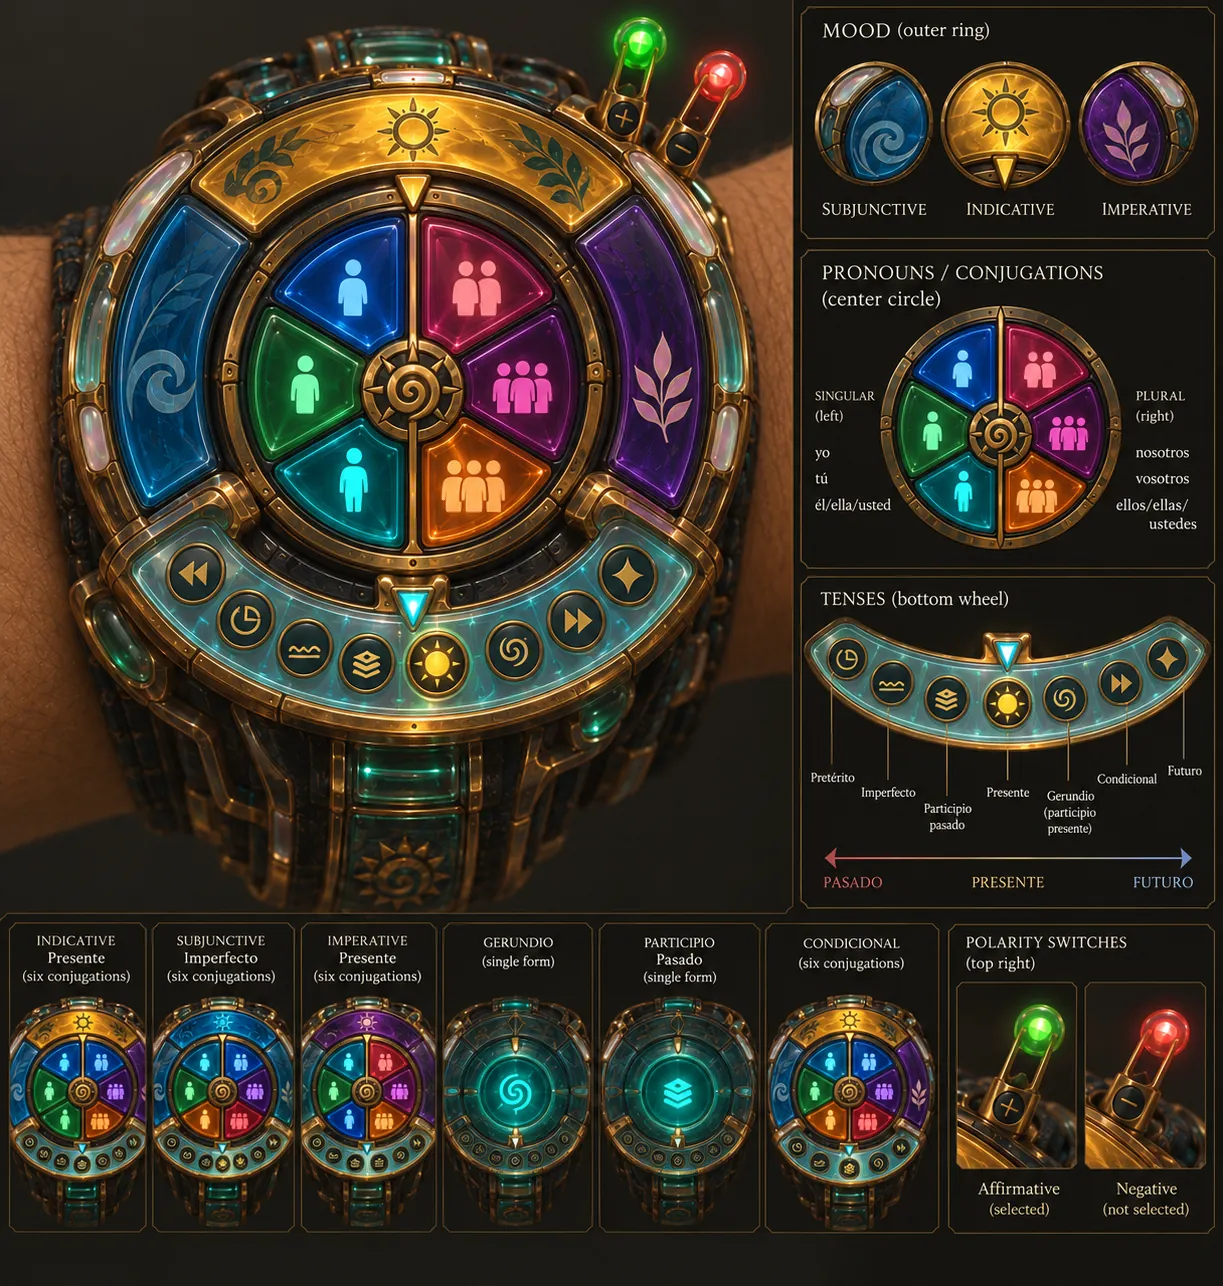 MOOD (outer ring)
SUBJUNCTIVE
INDICATIVE
IMPERATIVE
PRONOUNS / CONJUGATIONS
(center circle)
SINGULAR
(left)
yo
tú
él/ella/usted
PLURAL
(right)
nosotros
vosotros
ellos/ellas/
ustedes
TENSES (bottom wheel)
Pretérito
Imperfecto
Participio
pasado
Presente
Gerundio
(participio
presente)
Condicional
Futuro
PASADO
PRESENTE
FUTURO
INDICATIVE
Presente
(six conjugations)
SUBJUNCTIVE
Imperfecto
(six conjugations)
IMPERATIVE
Presente
(six conjugations)
GERUNDIO
(single form)
PARTICIPIO
Pasado
(single form)
CONDICIONAL
(six conjugations)
POLARITY SWITCHES
(top right)
Affirmative
(selected)
Negative
(not selected)